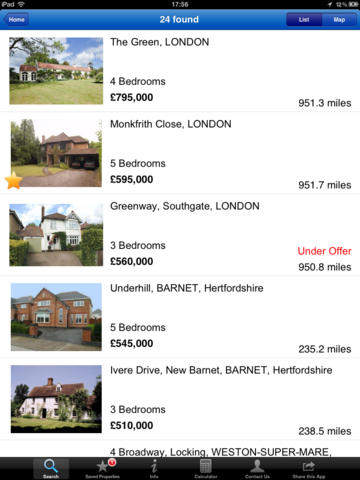 iPad
17:56
12 %
Home
24 found
List
Map
The Green, LONDON
4 Bedrooms
£795,000
951.3 miles
Monkfrith Close, LONDON
5 Bedrooms
£595,000
951.7 miles
Greenway, Southgate, LONDON
3 Bedrooms
£560,000
Under Offer
950.8 miles
Underhill, BARNET, Hertfordshire
5 Bedrooms
£545,000
235.2 miles
Ivere Drive, New Barnet, BARNET, Hertfordshire
3 Bedrooms
£510,000
238.5 miles
4 Broadway, Locking, WESTON-SUPER-MARE,
Search
Saved Properties
Info
Calculator
Contact Us
Share this App